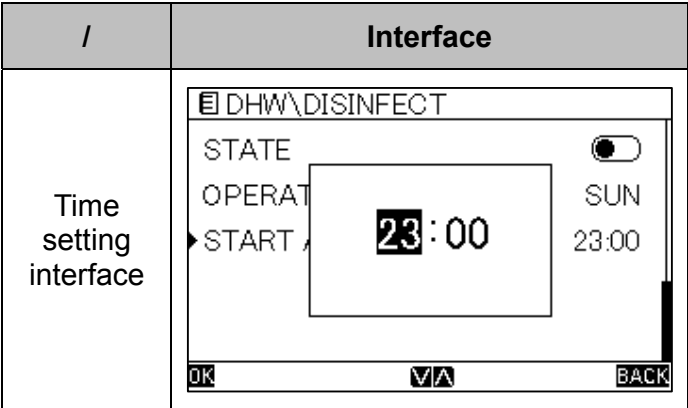 /
Interface
Time
setting
interface
DHW\DISINFECT
STATE
OPERAT
SUN
START
23:00
23:00
OK
BACK